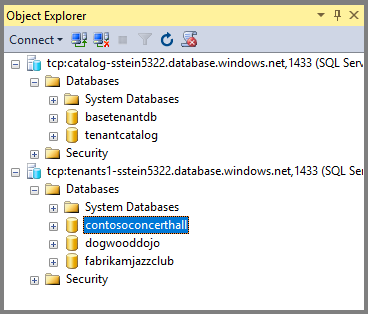 Object Explorer
Connect
tcp:catalog-sstein5322.database.windows.net,1433 (SQL Serv
Databases
System Databases
basetenantdb
tenantcatalog
Security
tcp:tenants1-sstein5322.database.windows.net,1433 (SQL Se
Databases
System Databases
contosoconcerthall
dogwooddojo
fabrikamjazzclub
Security